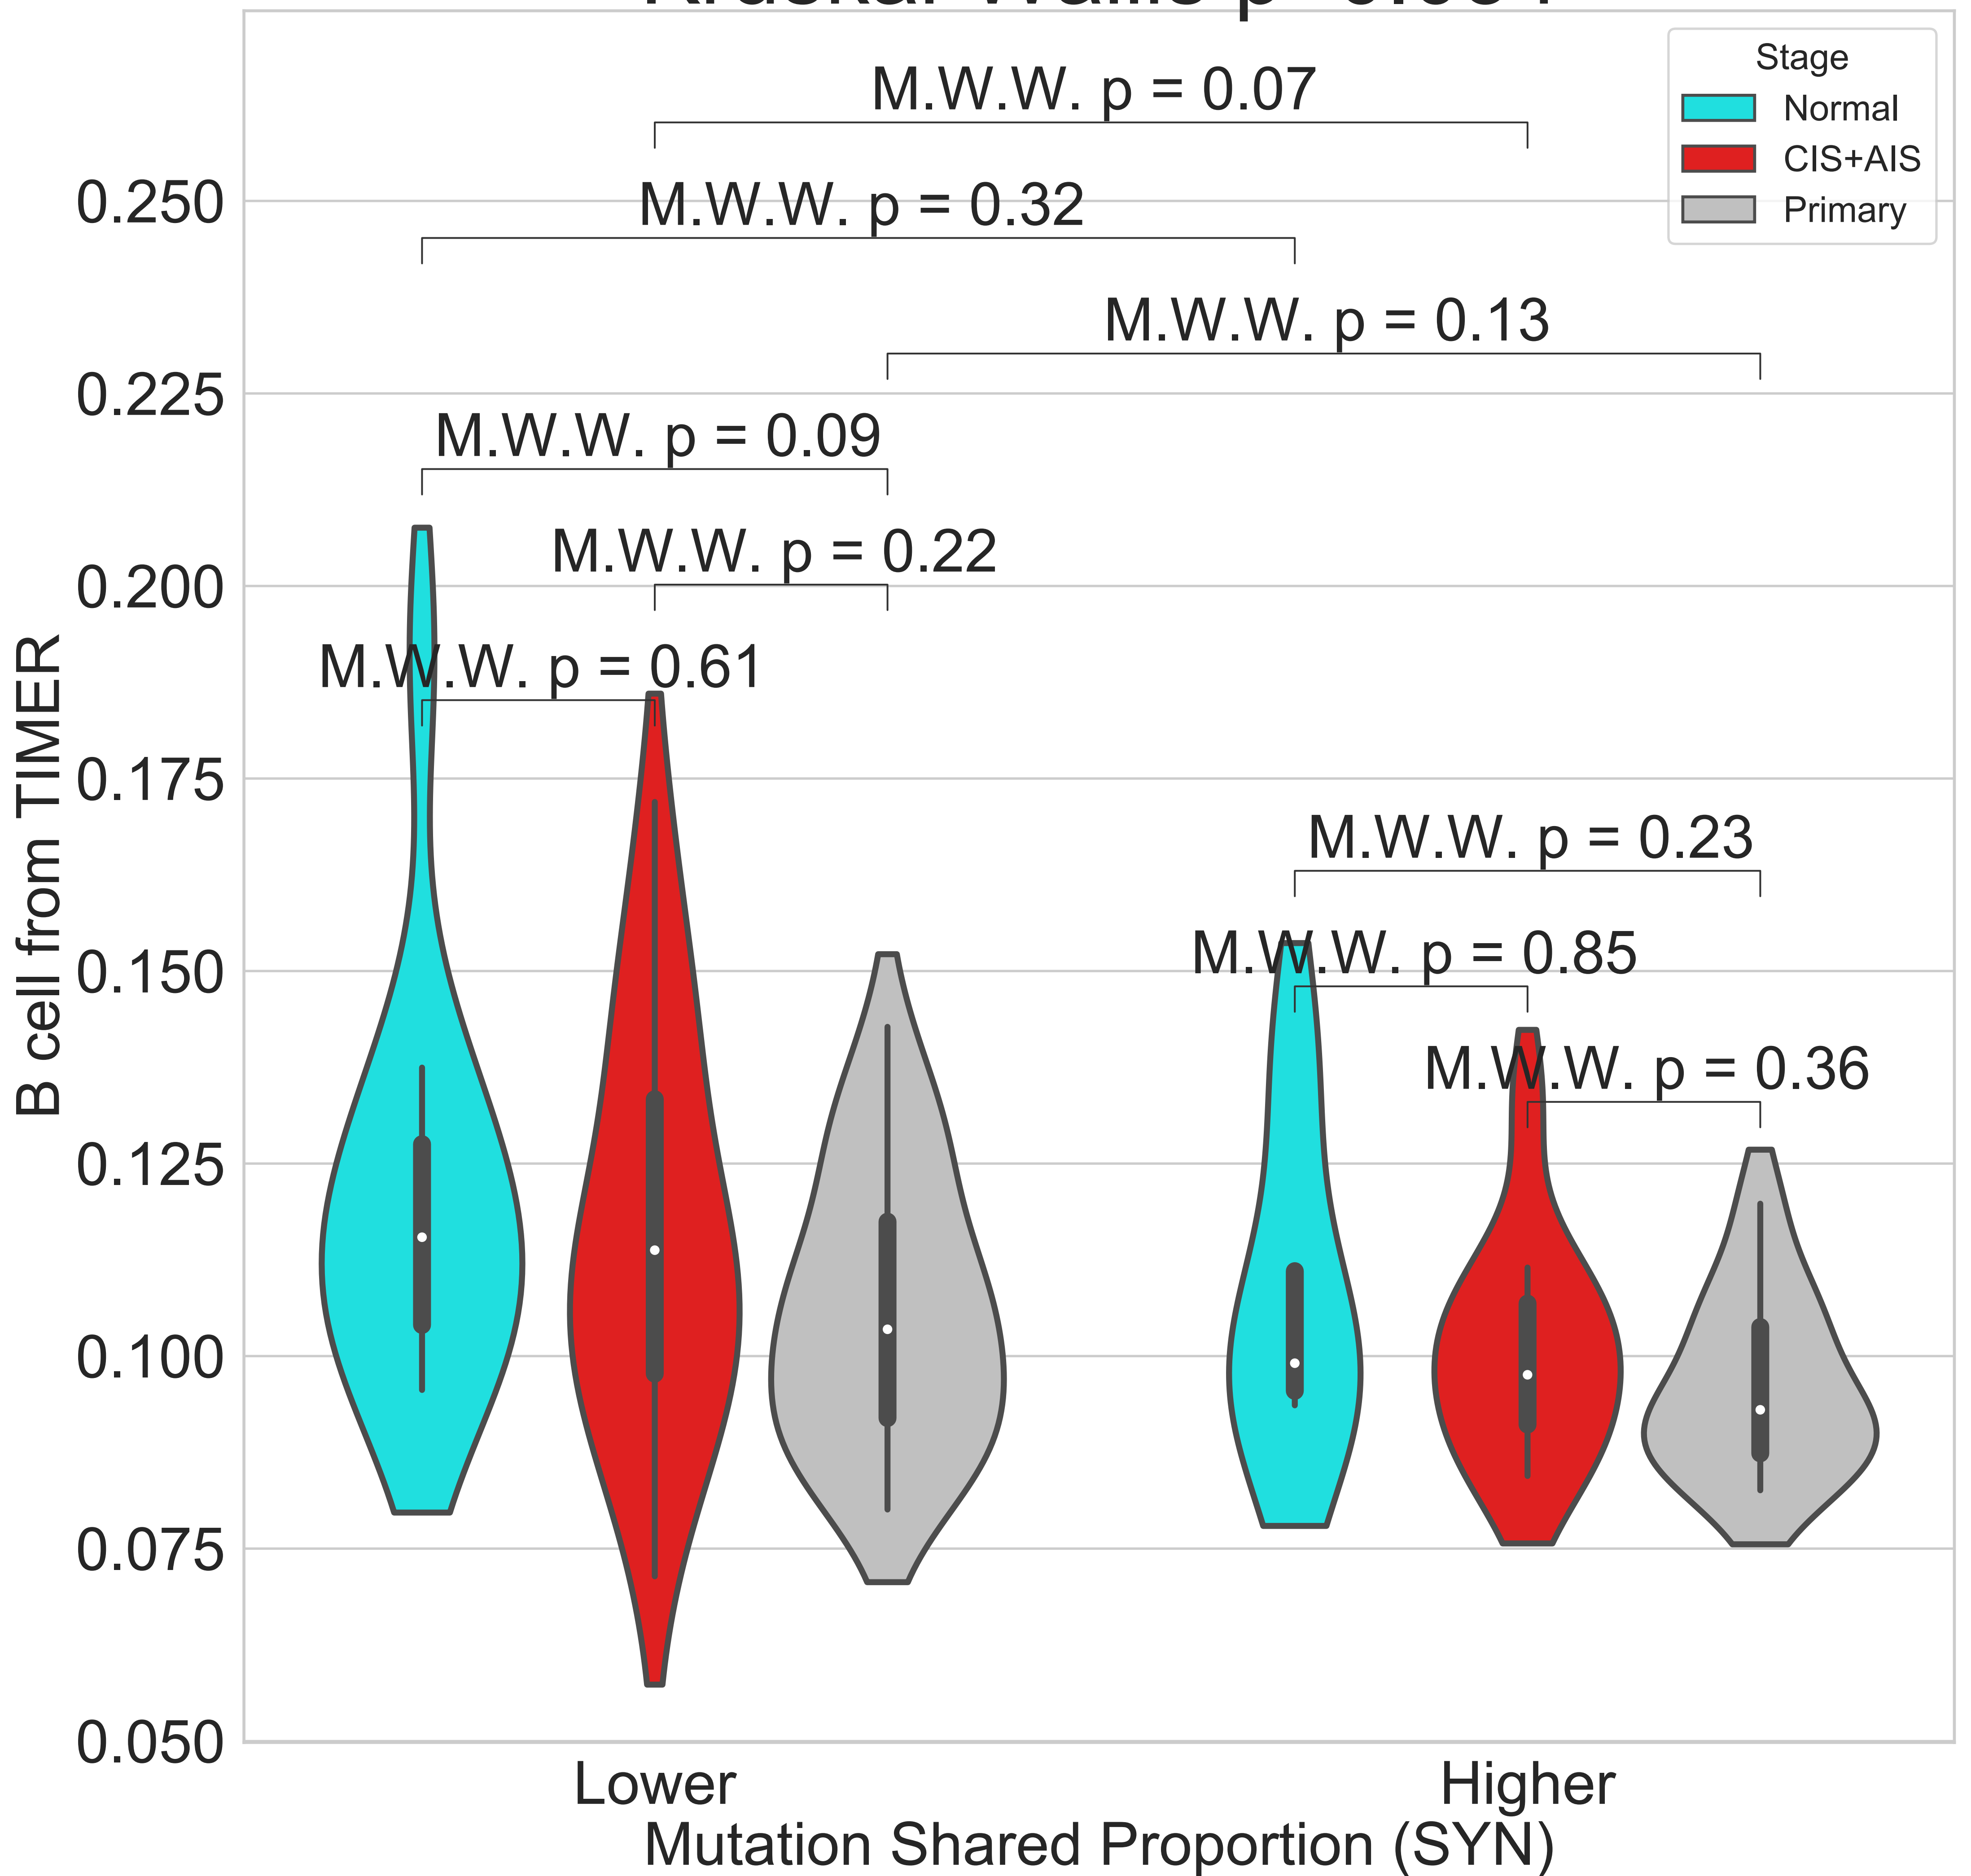 Stage
Normal
CIS+AIS
Primary
M.W.W. p = 0.07
M.W.W. p = 0.32
M.W.W. p = 0.13
M.W.W. p = 0.09
M.W.W. p = 0.22
M.W.W. p = 0.61
M.W.W. p = 0.23
M.W.W. p = 0.85
M.W.W. p = 0.36
B cell from TIMER
0.250
0.225
0.200
0.175
0.150
0.125
0.100
0.075
0.050
Lower
Higher
Mutation Shared Proportion (SYN)